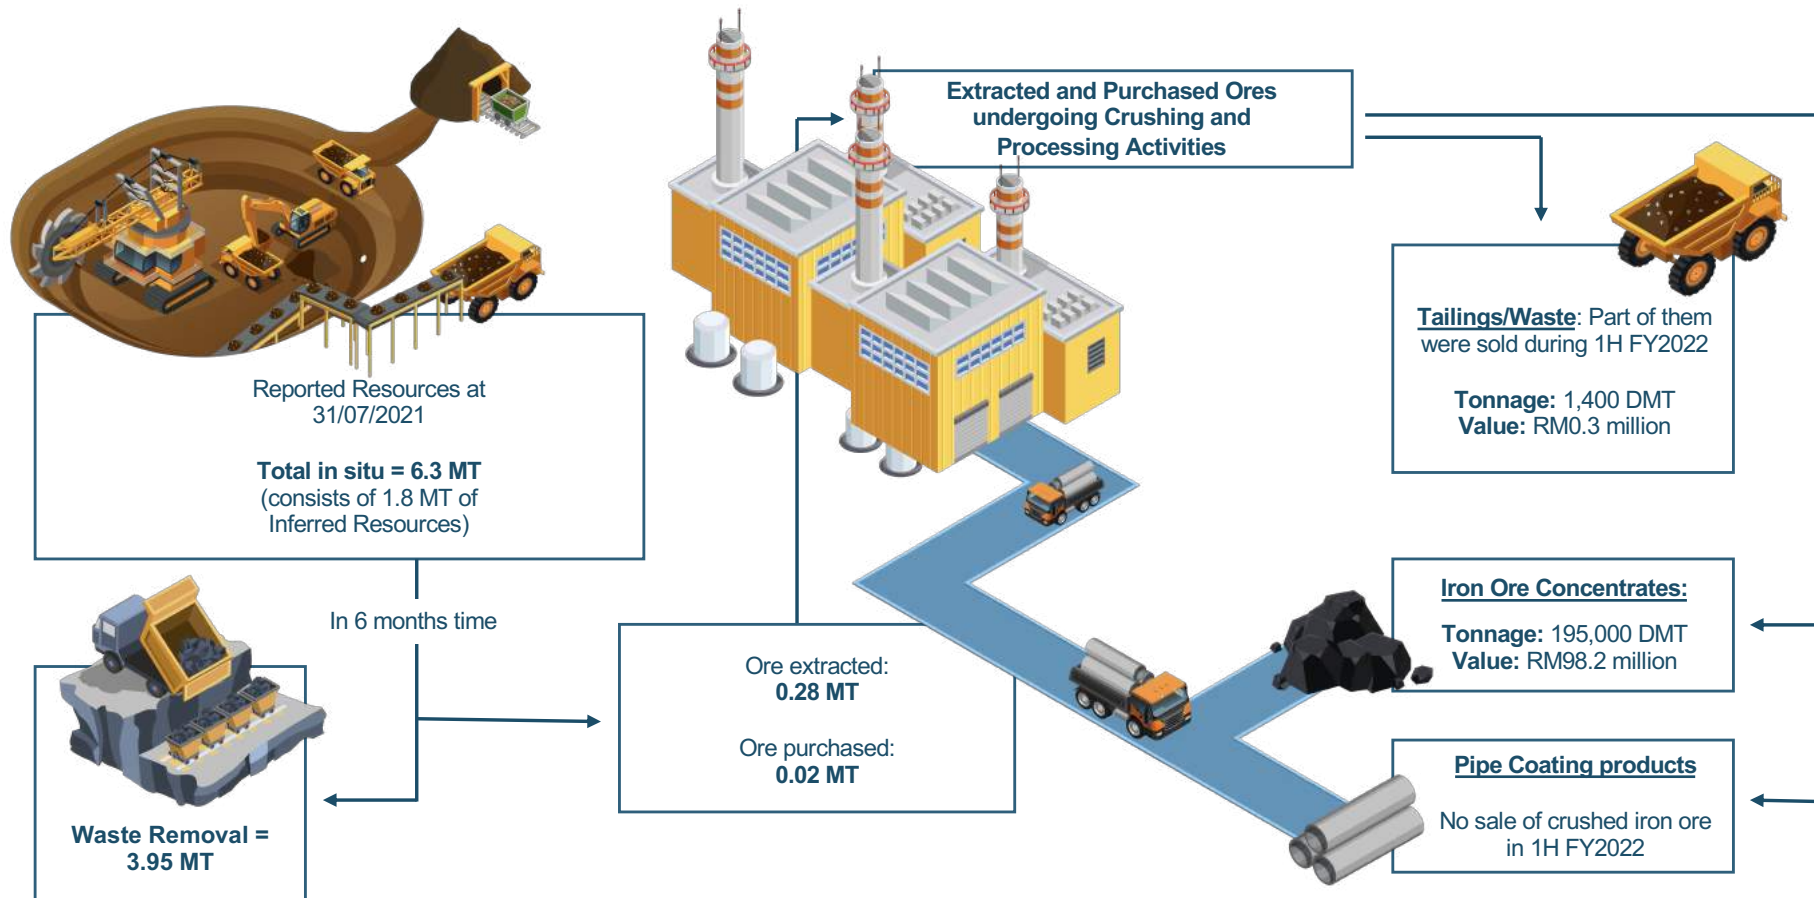 Extracted and Purchased Ores
undergoing Crushing and
Processing Activities
Reported Resources at
31/07/2021
Total in situ = 6.3 MT
(consists of 1.8 MT of
Inferred Resources)
In 6 months time
Waste Removal =
3.95 MT
Ore extracted:
0.28 MT
Ore purchased:
0.02 MT
Tailings/Waste: Part of them
were sold during 1H FY2022
Tonnage: 1,400 DMT
Value: RM0.3 million
Iron Ore Concentrates:
Tonnage: 195,000 DMT
Value: RM98.2 million
Pipe Coating products
No sale of crushed iron ore
in 1H FY2022